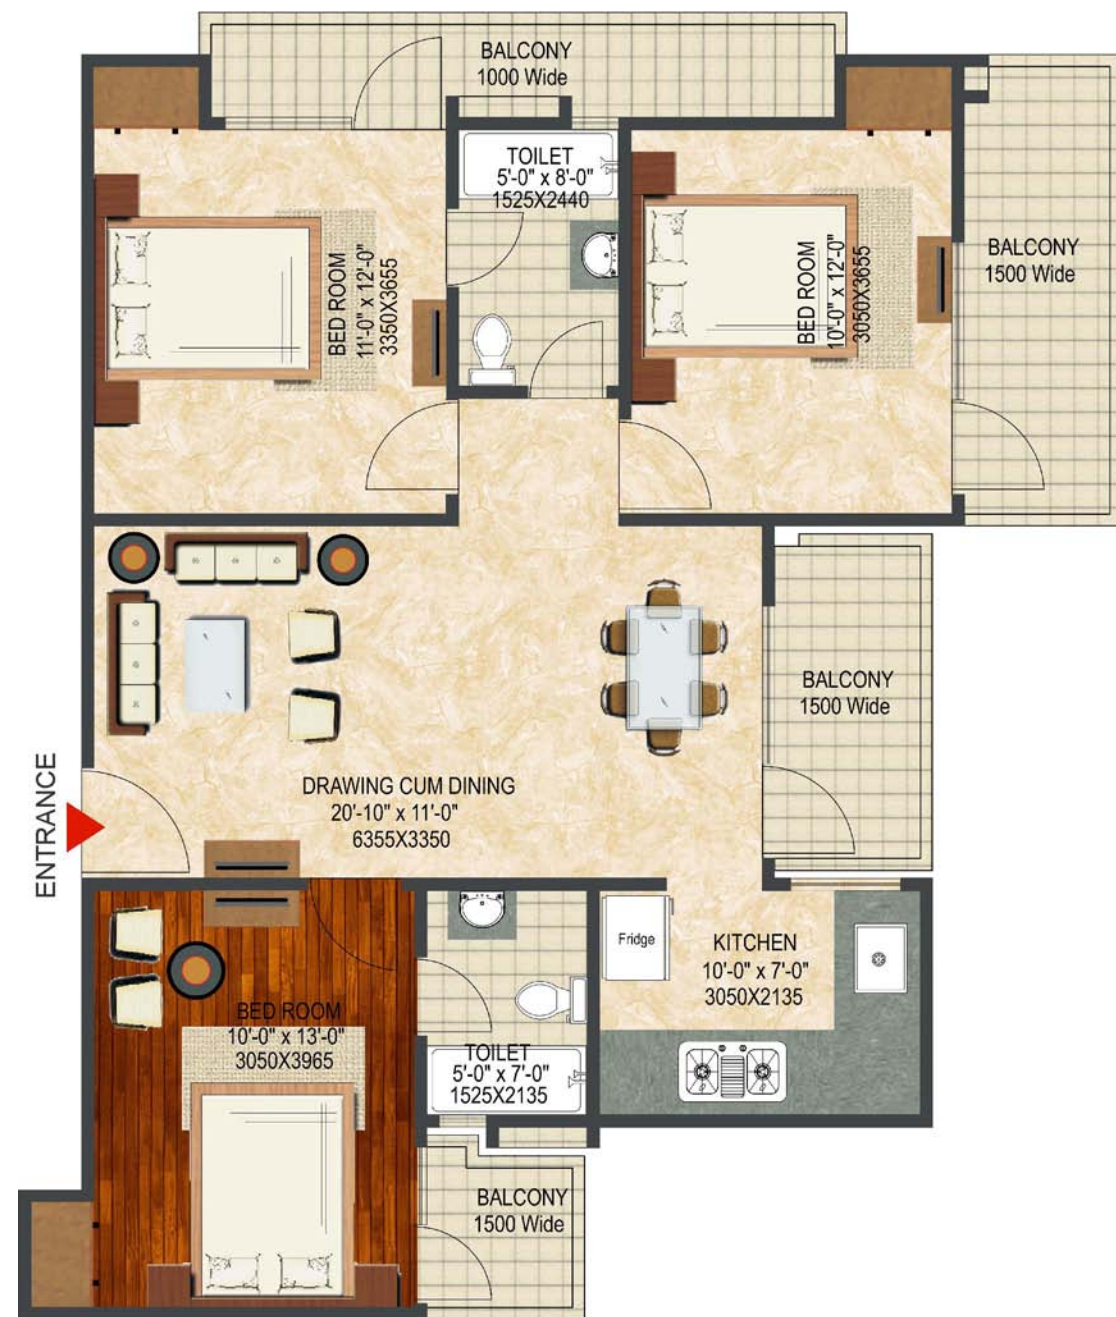 BALCONY
1000 Wide
TOILET
5'-0" x 8'-0"
1525X2440
BED ROOM
11'-0" x 12'-0"
3350X3655
BED ROOM
10'-0" x 12'-0"
3050X3655
BALCONY
1500 Wide
BALCONY
1500 Wide
ENTRANCE
DRAWING CUM DINING
20'-10" x 11'-0"
6355X3350
Fridge
KITCHEN
10'-0" x 7'-0"
3050X2135
BED ROOM
10'-0" x 13'-0"
3050X3965
TOILET
5'-0" x 7'-0"
1525X2135
BALCONY
1500 Wide